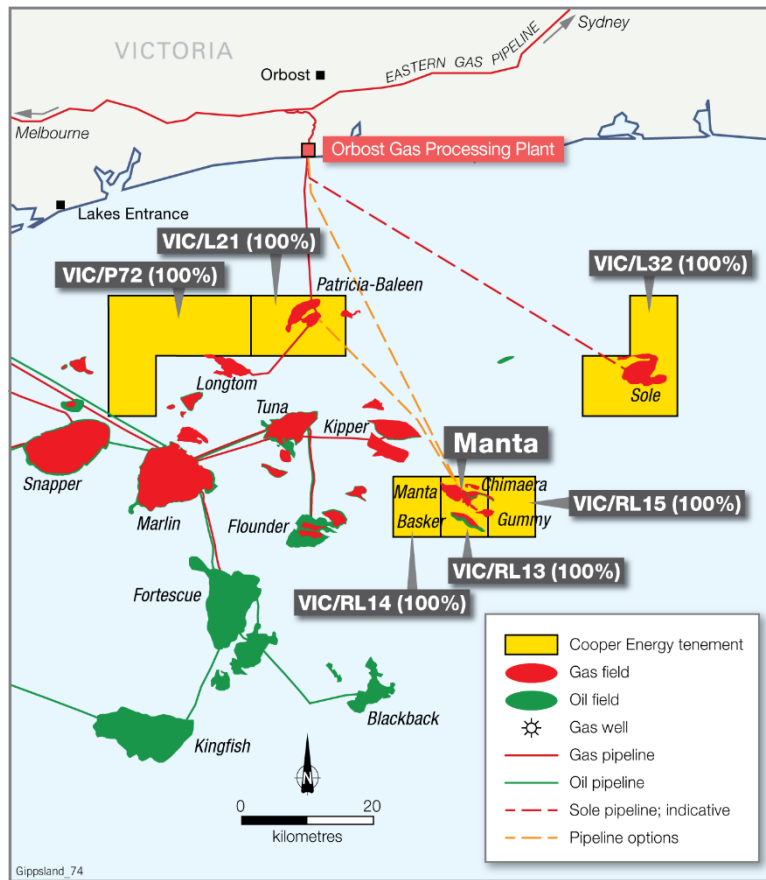 VICTORIA
Sydney
EASTERN GAS PIPELINE
Orbost
Melbourne
Orbost Gas Processing Plant
Lakes Entrance
VIC/L21 (100%)
VIC/P72 (100%)
VIC/L32 (100%)
Patricia-Baleen
Longtom
Sole
Tuna
Kipper
Manta
Snapper
Marlin
Manta
Chimaera
Flounder
Basker
Gummy
VIC/RL15 (100%)
VIC/RL13 (100%)
VIC/RL14 (100%)
Fortescue
Blackback
Kingfish
N
0 20
kilometres
Cooper Energy tenement
Gas field
Oil field
Gas well
Gas pipeline
Oil pipeline
Sole pipeline; indicative
Pipeline options
Gippsland_74